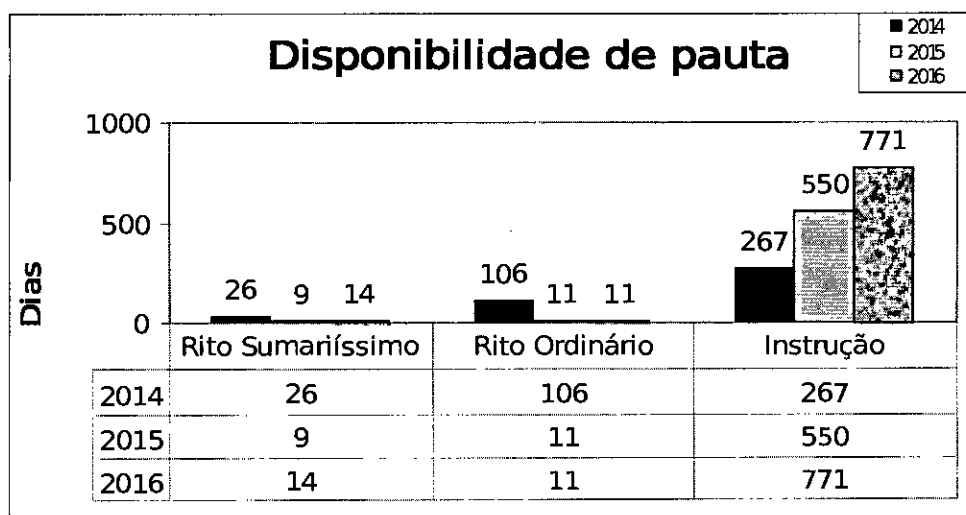 2014
2015
2016
Disponibilidade de pauta
Dias
1000
500
0
26 9 14
106 11 11
267 550 771
Rito Sumariíssimo Rito Ordinário Instrução
2014 26 106 267
2015 9 11 550
2016 14 11 771